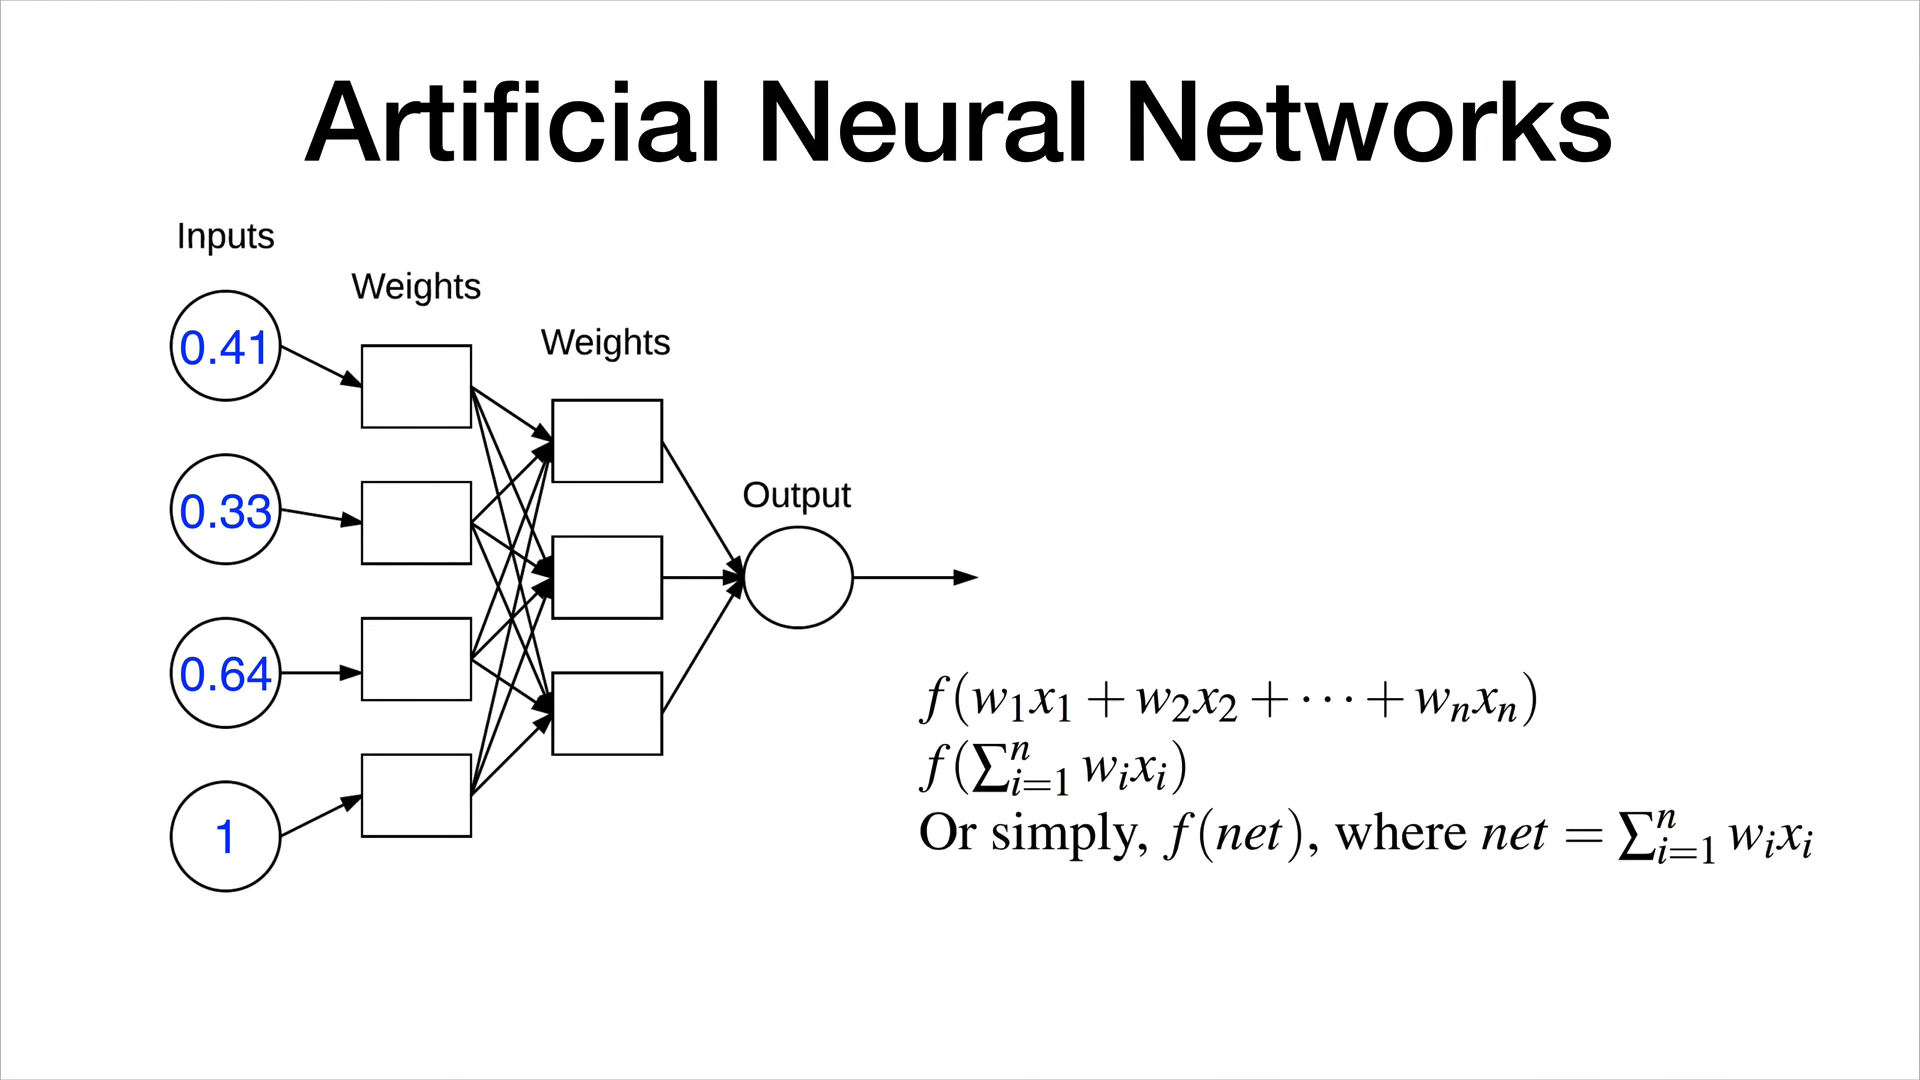 Artificial Neural Networks
Inputs
Weights
Weights
0.41
0.33
Output
0.64
1
f(w₁x₁ + w₂x₂ + ⋯ + wₙxₙ)
f(∑ⁿᵢ₌₁ wᵢxᵢ)
Or simply, f(net), where net = ∑ⁿᵢ₌₁ wᵢxᵢ